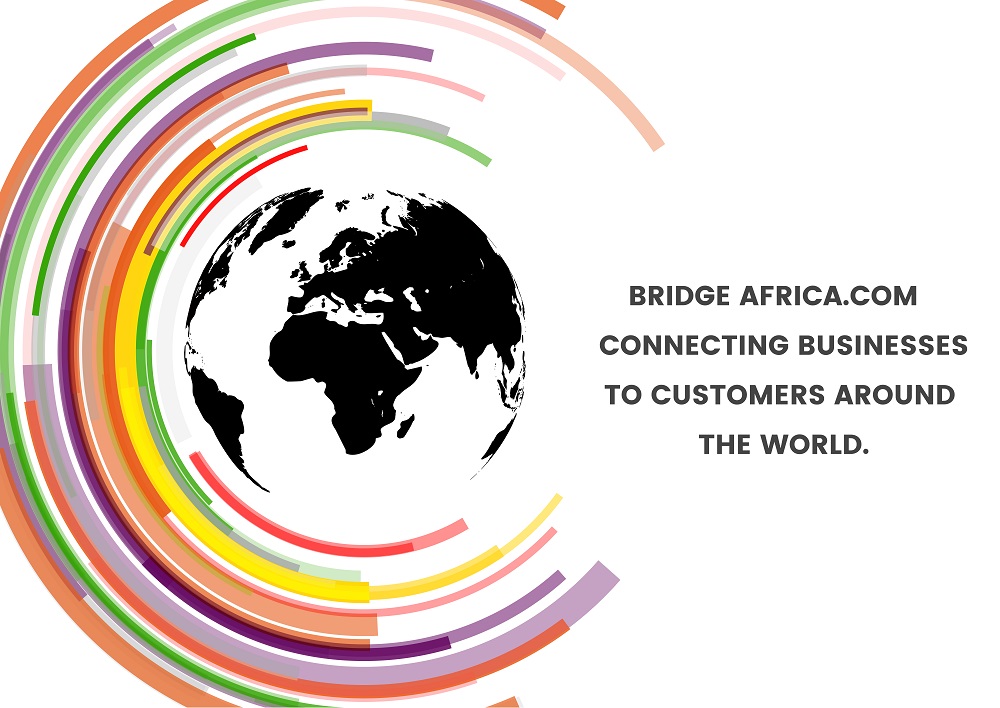 BRIDGE AFRICA.COM
CONNECTING BUSINESSES
TO CUSTOMERS AROUND
THE WORLD.